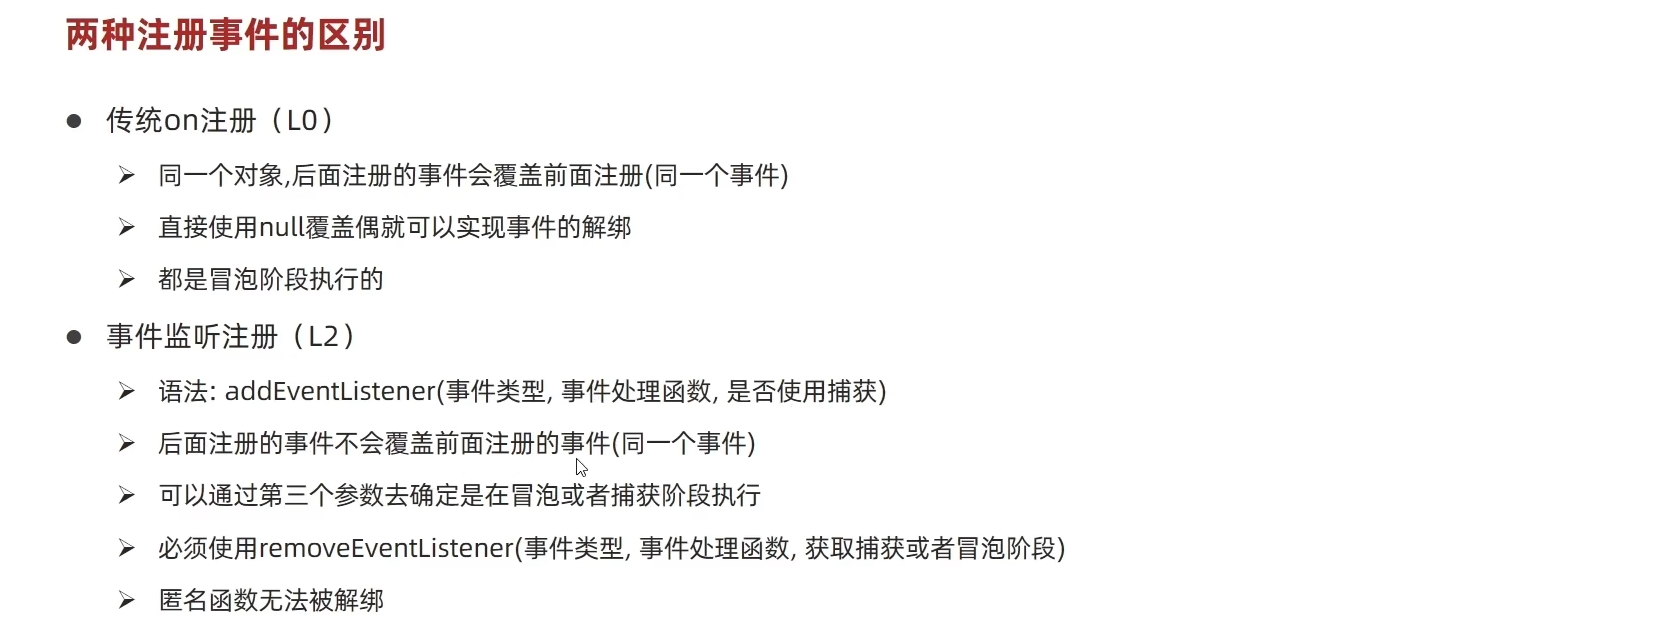 两种注册事件的区别
传统on注册（L0）
同一个对象,后面注册的事件会覆盖前面注册(同一个事件)
直接使用null覆盖偶就可以实现事件的解绑
都是冒泡阶段执行的
事件监听注册（L2）
语法: addEventListener(事件类型, 事件处理函数, 是否使用捕获)
后面注册的事件不会覆盖前面注册的事件(同一个事件)
可以通过第三个参数去确定是在冒泡或者捕获阶段执行
必须使用removeEventListener(事件类型, 事件处理函数, 获取捕获或者冒泡阶段)
匿名函数无法被解绑